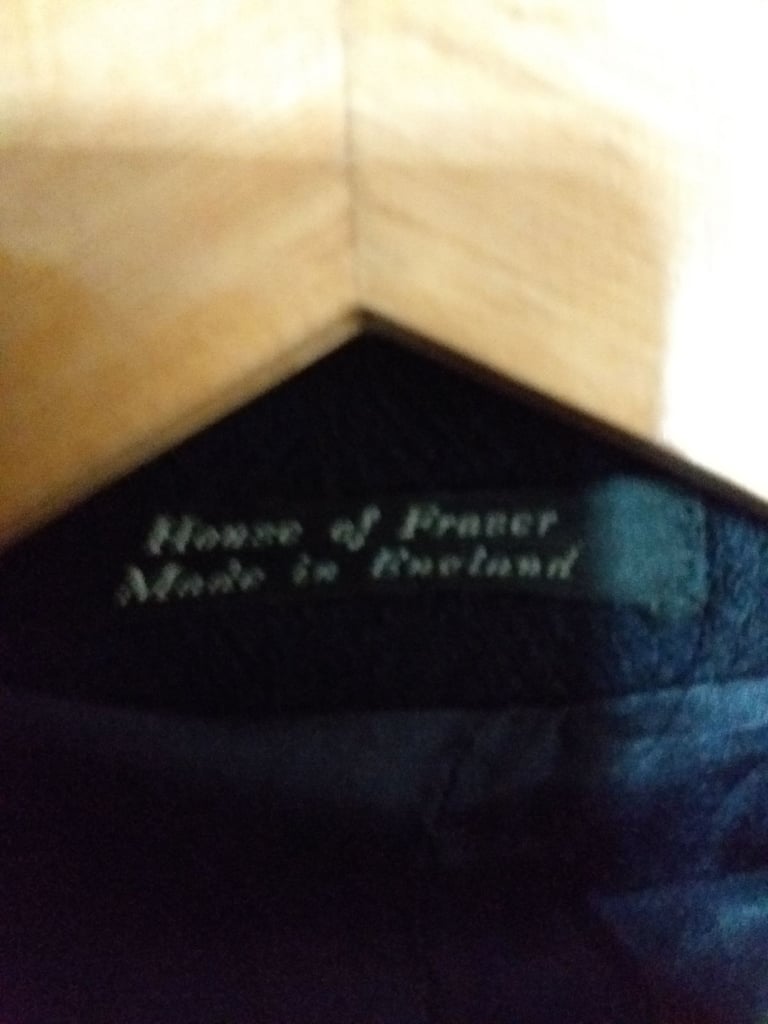 House of Fraser
Made in England